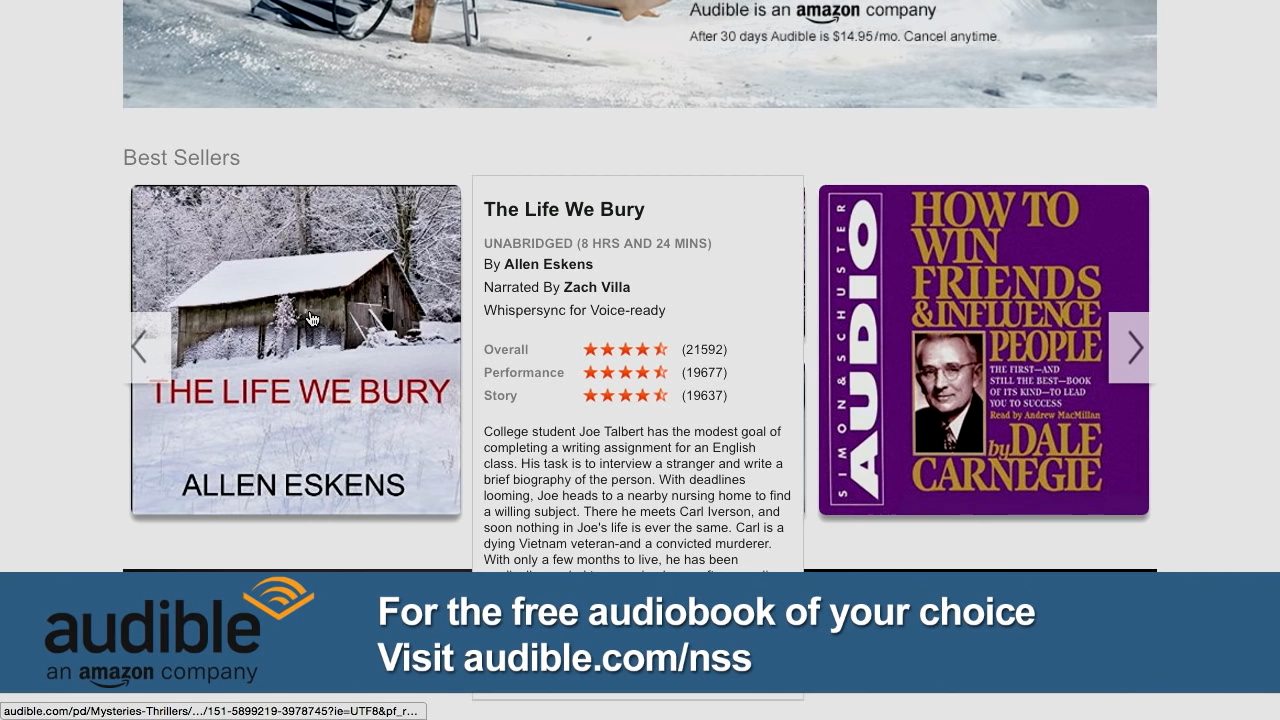 Audible is an amazon company
After 30 days Audible is $14.95/mo. Cancel anytime.
Best Sellers
THE LIFE WE BURY
ALLEN ESKENS
The Life We Bury
UNABRIDGED (8 HRS AND 24 MINS)
By Allen Eskens
Narrated By Zach Villa
Whispersync for Voice-ready
Overall (21592)
Performance (19677)
Story (19637)
College student Joe Talbert has the modest goal of
completing a writing assignment for an English
class. His task is to interview a stranger and write a
brief biography of the person. With deadlines
looming, Joe heads to a nearby nursing home to find
a willing subject. There he meets Carl Iverson, and
soon nothing in Joe's life is ever the same. Carl is a
dying Vietnam veteran-and a convicted murderer.
With only a few months to live, he has been
SIMON & SCHUSTER
AUDIO
HOW TO
WIN
FRIENDS
& INFLUENCE
PEOPLE
THE FIRST—AND
STILL THE BEST—BOOK
OF ITS KIND—TO LEAD
YOU TO SUCCESS
Read by Andrew MacMillan
by DALE
CARNEGIE
audible
an amazon company
For the free audiobook of your choice
Visit audible.com/nss
audible.com/pd/Mysteries-Thrillers/.../151-5899219-3978745?ie=UTF8&pf_r...